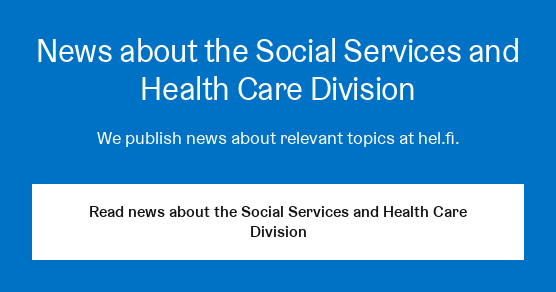 News about the Social Services and
Health Care Division
We publish news about relevant topics at hel.fi.
Read news about the Social Services and Health Care
Division